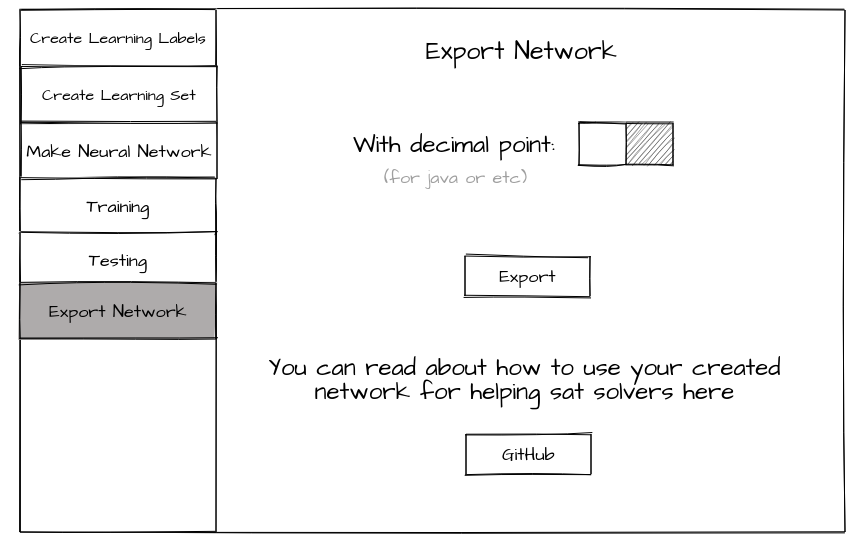 Create Learning Labels
Create Learning Set
Make Neural Network
Training
Testing
Export Network
Export Network
With decimal point:
(for java or etc)
Export
You can read about how to use your created
network for helping sat solvers here
GitHub